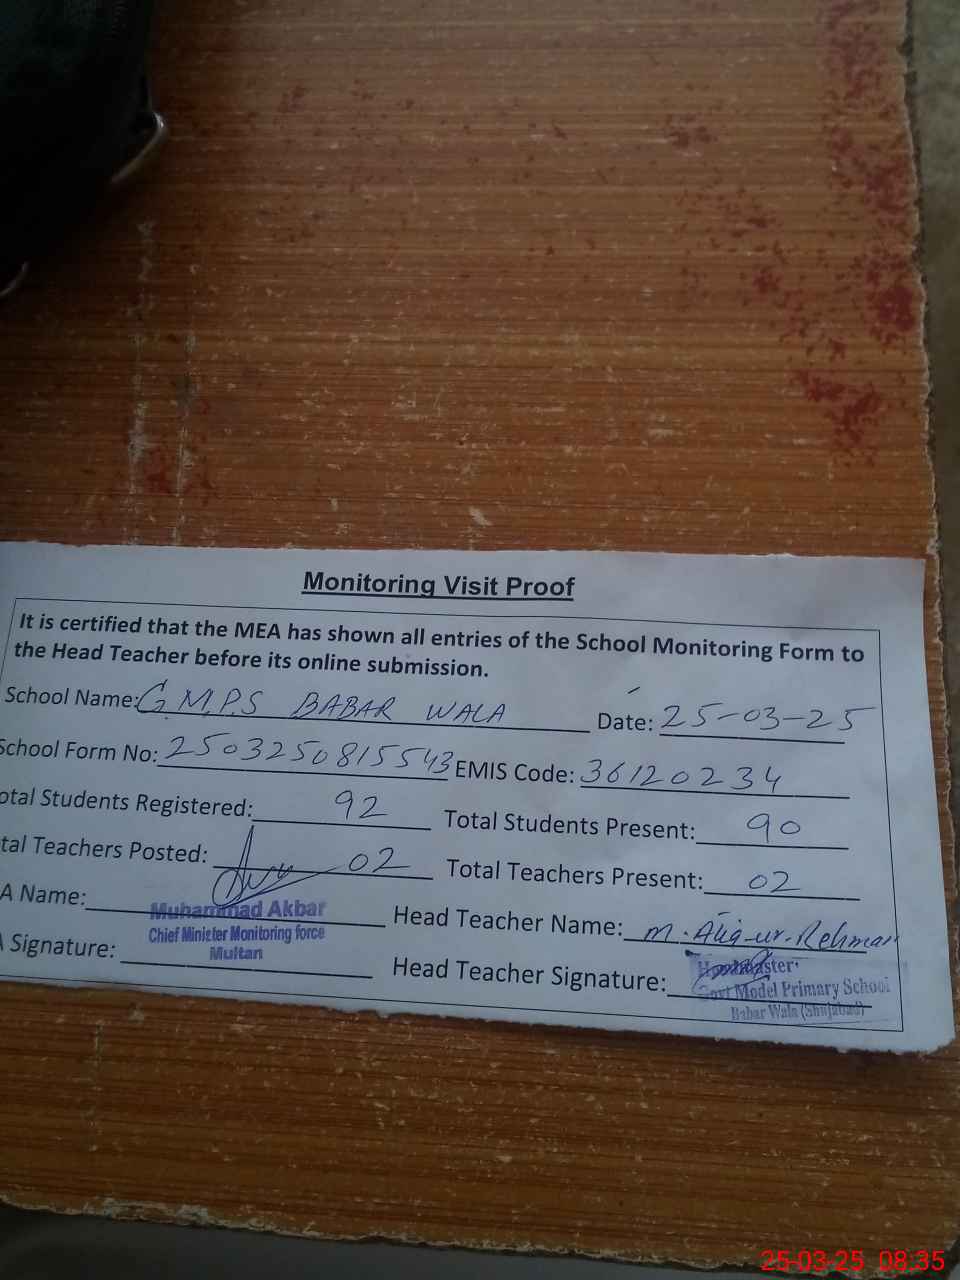 Monitoring Visit Proof
It is certified that the MEA has shown all entries of the School Monitoring Form to
the Head Teacher before its online submission.
School Name: G.M.P.S BABAR WALA Date: 25-03-25
School Form No: 2503250815543 EMIS Code: 36120234
otal Students Registered: 92 Total Students Present: 90
tal Teachers Posted: 02 Total Teachers Present: 02
A Name: Muhammad Akbar Head Teacher Name: M. Atiq-ur-Rehman
Chief Minister Monitoring force
Multan
Signature: Head Teacher Signature:
Headmaster
Govt Model Primary School
Babar Wala (Shujabad)
25-03-25 08:35